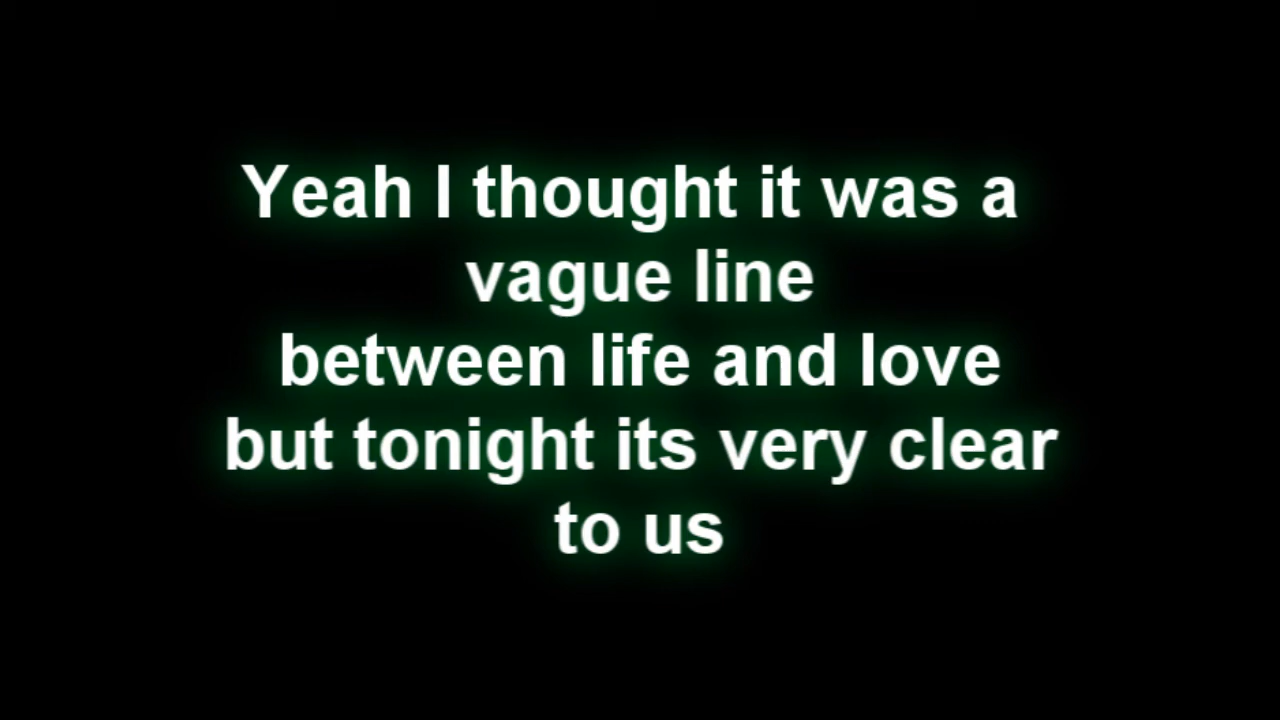 Yeah I thought it was a
vague line
between life and love
but tonight its very clear
to us